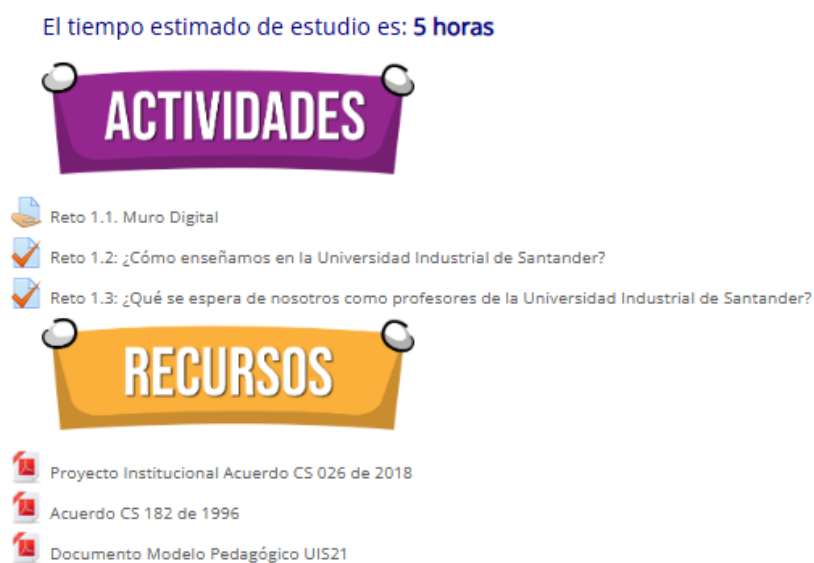 El tiempo estimado de estudio es: 5 horas
ACTIVIDADES
Reto 1.1. Muro Digital
Reto 1.2: ¿Cómo enseñamos en la Universidad Industrial de Santander?
Reto 1.3: ¿Qué se espera de nosotros como profesores de la Universidad Industrial de Santander?
RECURSOS
Proyecto Institucional Acuerdo CS 026 de 2018
Acuerdo CS 182 de 1996
Documento Modelo Pedagógico UIS21